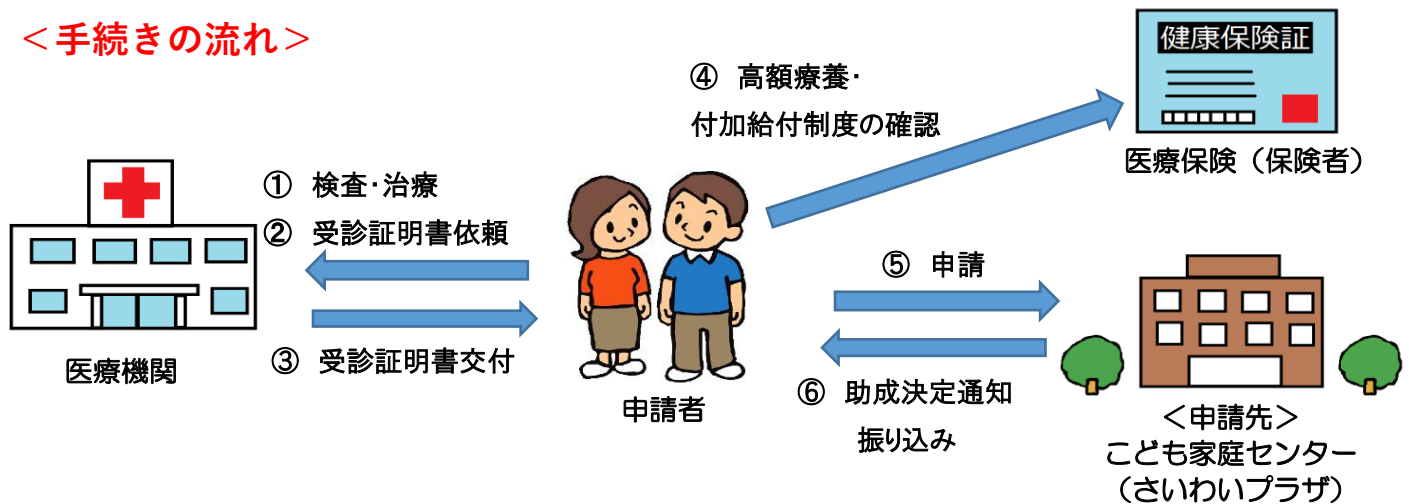 ＜手続きの流れ＞
健康保険証
④ 高額療養・
付加給付制度の確認
医療保険（保険者）
① 検査・治療
② 受診証明書依頼
⑤ 申請
③ 受診証明書交付
医療機関
申請者
⑥ 助成決定通知
振り込み
＜申請先＞
こども家庭センター
（さいわいプラザ）